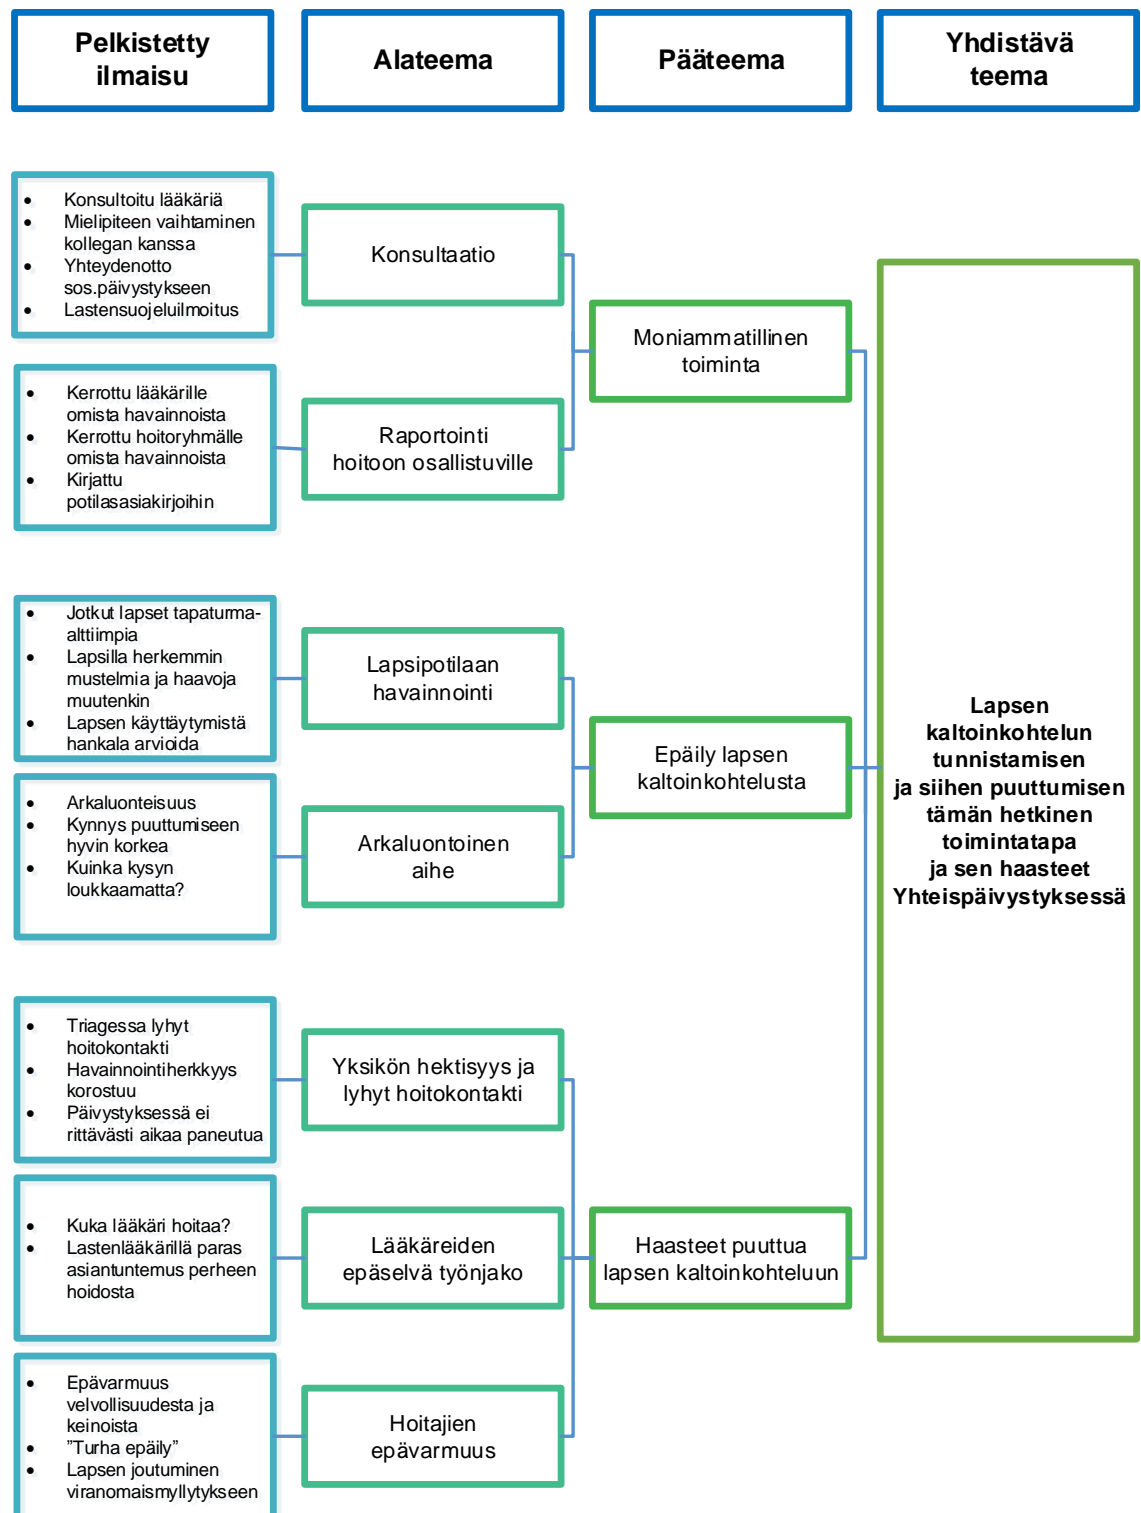 Pelkistetty
ilmaisu
Alateema
Pääteema
Yhdistävä
teema
• Konsultoitu lääkäriä
• Mielipiteen vaihtaminen
kollegan kanssa
• Yhteydenotto
sos.päivystykseen
• Lastensuojeluilmoitus
Konsultaatio
• Kerrottu lääkärille
omista havainnoista
• Kerrottu hoitoryhmälle
omista havainnoista
• Kirjattu
potilasasiakirjoihin
Raportointi
hoitoon osallistuville
Moniammatillinen
toiminta
• Jotkut lapset tapaturma-
alttiimpia
• Lapsilla herkemmin
mustelmia ja haavoja
muutenkin
• Lapsen käyttäytymistä
hankala arvioida
Lapsipotilaan
havainnointi
• Arkaluonteisuus
• Kynnys puuttumiseen
hyvin korkea
• Kuinka kysyn
loukkaamatta?
Arkaluontoinen
aihe
Epäily lapsen
kaltoinkohtelusta
• Triagessa lyhyt
hoitokontakti
• Havainnointiherkkyys
korostuu
• Päivystyksessä ei
rittävästi aikaa paneutua
Yksikön hektisyys ja
lyhyt hoitokontakti
• Kuka lääkäri hoitaa?
• Lastenlääkärillä paras
asiantuntemus perheen
hoidosta
Lääkäreiden
epäselvä työnjako
• Epävarmuus
velvollisuudesta ja
keinoista
• ”Turha epäily”
• Lapsen joutuminen
viranomaismyllytykseen
Hoitajien
epävarmuus
Haasteet puuttua
lapsen kaltoinkohteluun
Lapsen
kaltoinkohtelun
tunnistamisen
ja siihen puuttumisen
tämän hetkinen
toimintatapa
ja sen haasteet
Yhteispäivystyksessä